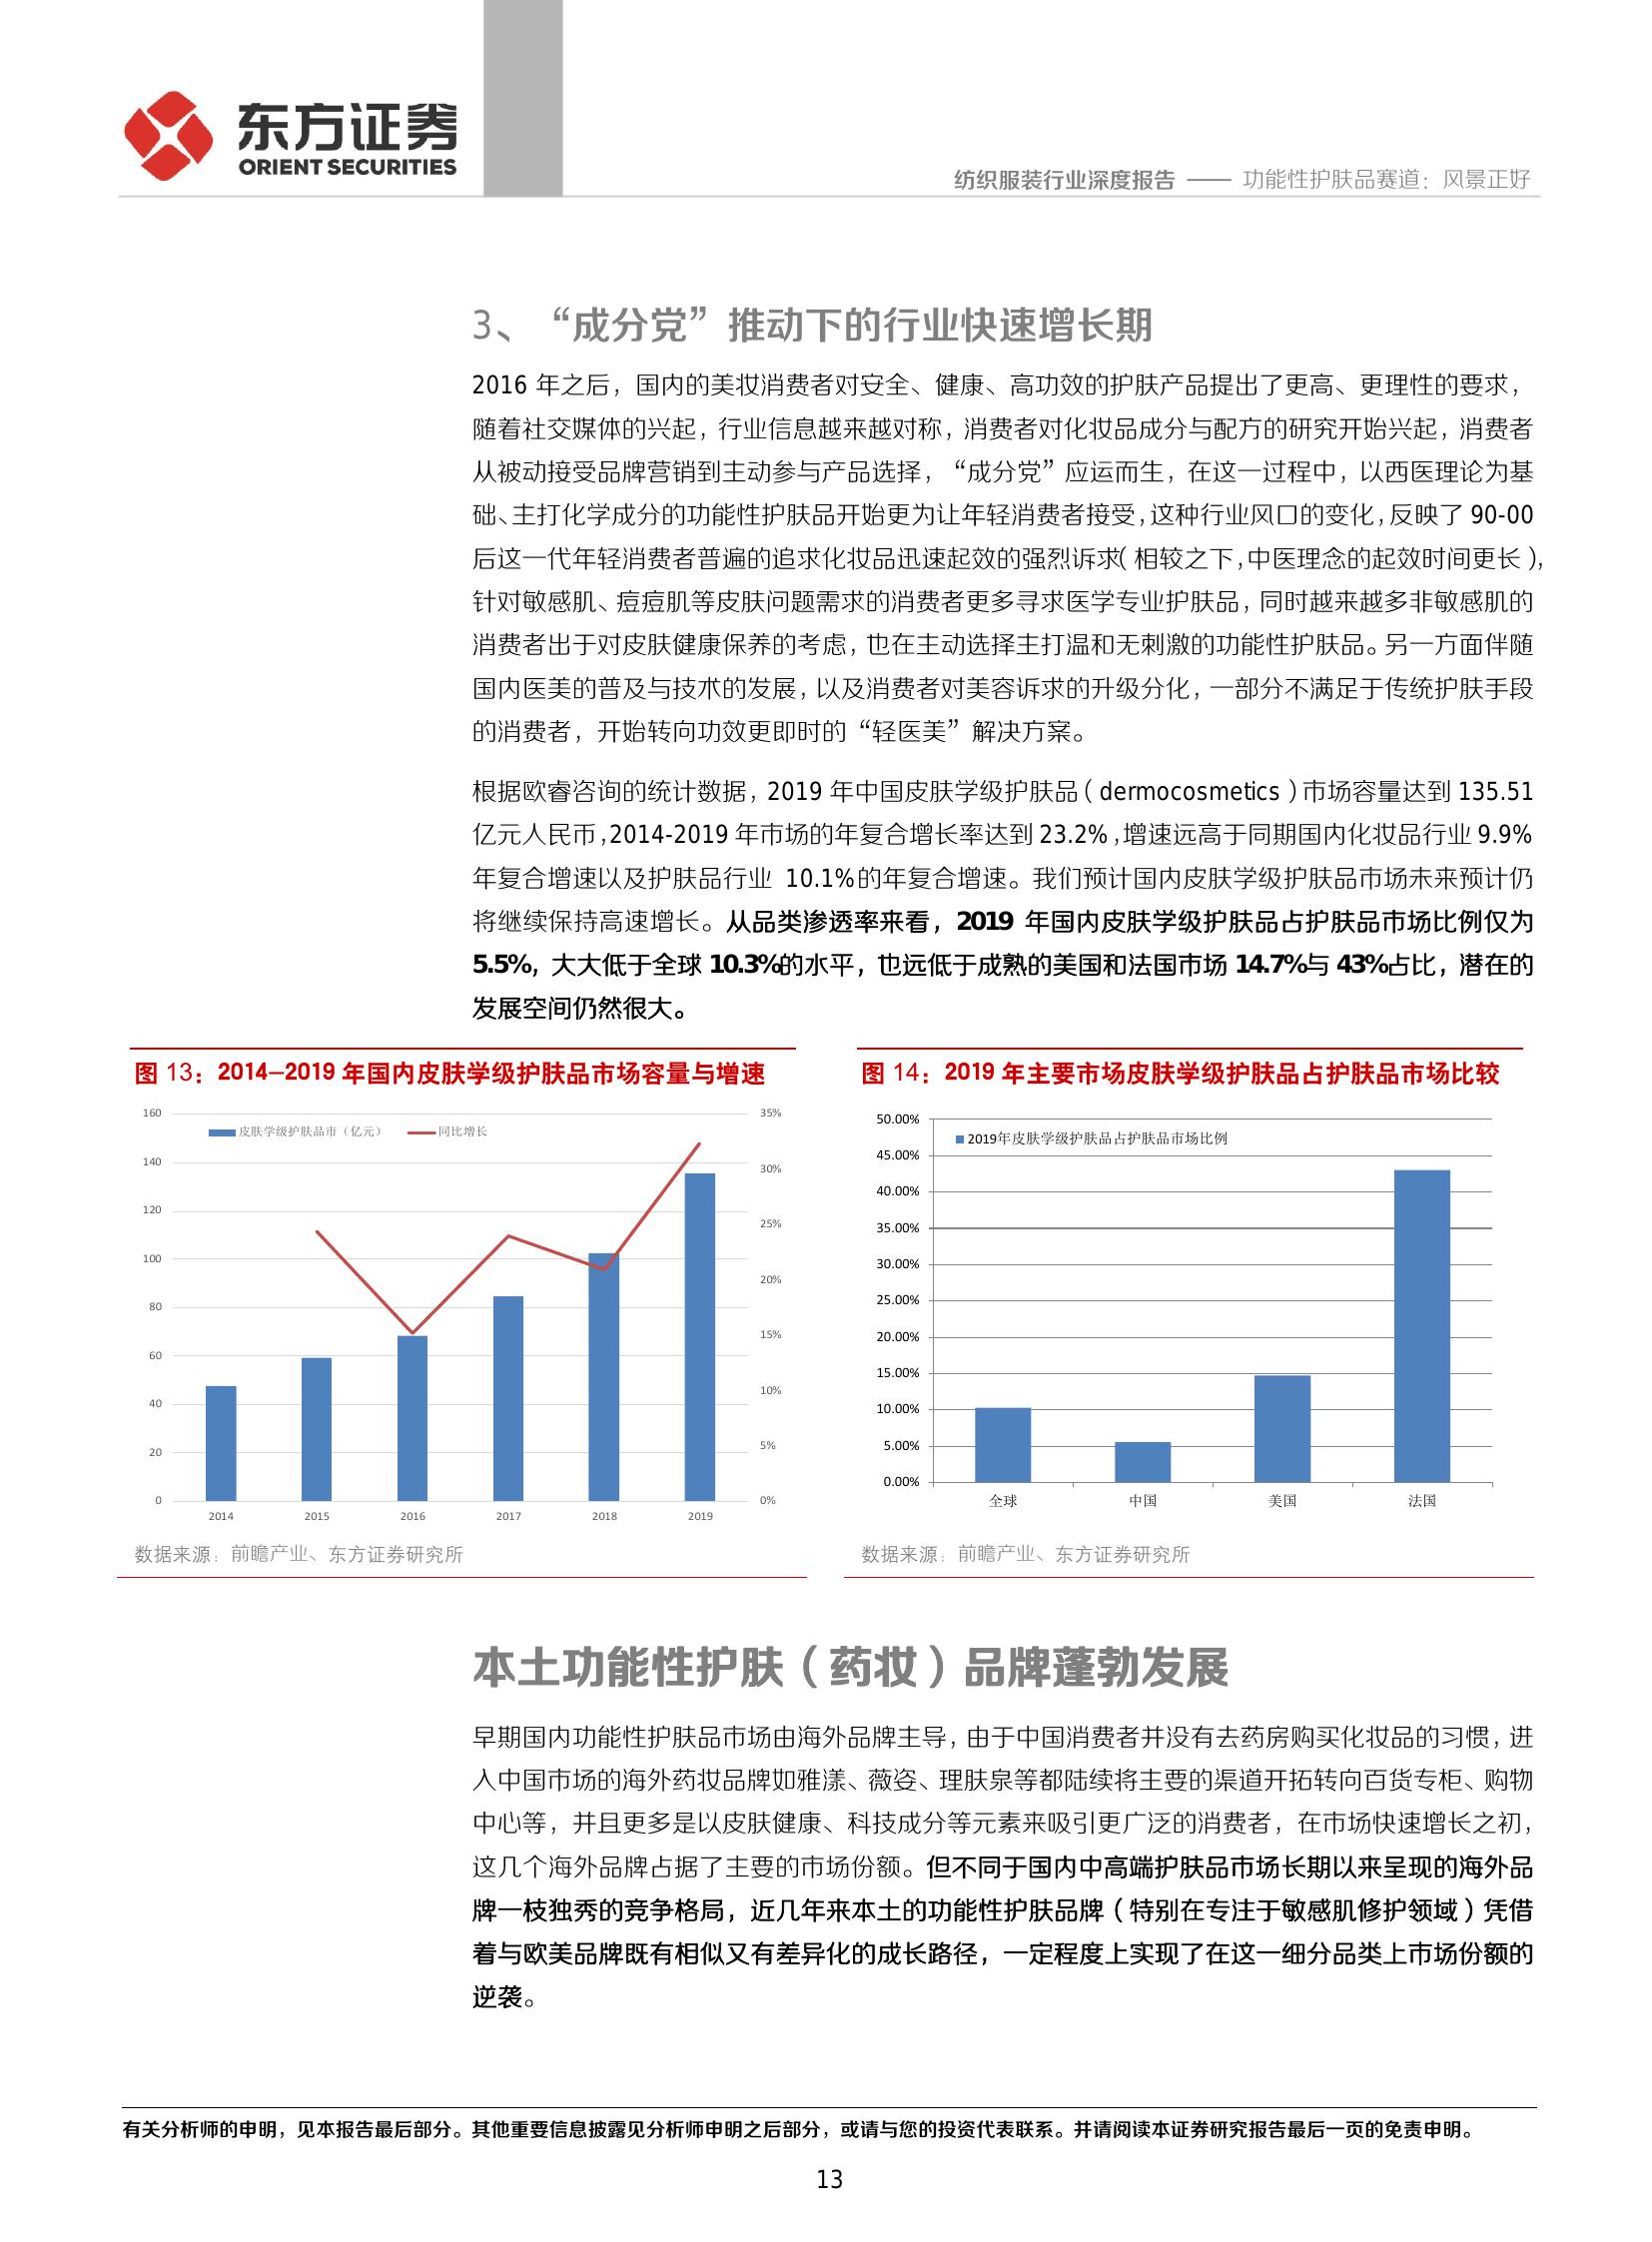 东方证券
ORIENT SECURITIES
纺织服装行业深度报告 —— 功能性护肤品赛道：风景正好
3、“成分党”推动下的行业快速增长期
2016 年之后，国内的美妆消费者对安全、健康、高功效的护肤产品提出了更高、更理性的要求，
随着社交媒体的兴起，行业信息越来越对称，消费者对化妆品成分与配方的研究开始兴起，消费者
从被动接受品牌营销到主动参与产品选择，“成分党”应运而生，在这一过程中，以西医理论为基
础、主打化学成分的功能性护肤品开始更为让年轻消费者接受，这种行业风口的变化，反映了 90-00
后这一代年轻消费者普遍的追求化妆品迅速起效的强烈诉求（相较之下，中医理念的起效时间更长），
针对敏感肌、痘痘肌等皮肤问题需求的消费者更多寻求医学专业护肤品，同时越来越多非敏感肌的
消费者出于对皮肤健康保养的考虑，也在主动选择主打温和无刺激的功能性护肤品。另一方面伴随
国内医美的普及与技术的发展，以及消费者对美容诉求的升级分化，一部分不满足于传统护肤手段
的消费者，开始转向功效更即时的“轻医美”解决方案。
根据欧睿咨询的统计数据，2019 年中国皮肤学级护肤品（dermocosmetics）市场容量达到 135.51
亿元人民币，2014-2019 年市场的年复合增长率达到 23.2%，增速远高于同期国内化妆品行业 9.9%
年复合增速以及护肤品行业 10.1%的年复合增速。我们预计国内皮肤学级护肤品市场未来预计仍
将继续保持高速增长。从品类渗透率来看，2019 年国内皮肤学级护肤品占护肤品市场比例仅为
5.5%，大大低于全球 10.3%的水平，也远低于成熟的美国和法国市场 14.7%与 43%占比，潜在的
发展空间仍然很大。
图 13：2014–2019 年国内皮肤学级护肤品市场容量与增速
160
140
120
100
80
60
40
20
0
皮肤学级护肤品市（亿元）
同比增长
35%
30%
25%
20%
15%
10%
5%
0%
2014 2015 2016 2017 2018 2019
数据来源：前瞻产业、东方证券研究所
图 14：2019 年主要市场皮肤学级护肤品占护肤品市场比较
50.00%
45.00%
40.00%
35.00%
30.00%
25.00%
20.00%
15.00%
10.00%
5.00%
0.00%
2019年皮肤学级护肤品占护肤品市场比例
全球 中国 美国 法国
数据来源：前瞻产业、东方证券研究所
本土功能性护肤（药妆）品牌蓬勃发展
早期国内功能性护肤品市场由海外品牌主导，由于中国消费者并没有去药房购买化妆品的习惯，进
入中国市场的海外药妆品牌如雅漾、薇姿、理肤泉等都陆续将主要的渠道开拓转向百货专柜、购物
中心等，并且更多是以皮肤健康、科技成分等元素来吸引更广泛的消费者，在市场快速增长之初，
这几个海外品牌占据了主要的市场份额。但不同于国内中高端护肤品市场长期以来呈现的海外品
牌一枝独秀的竞争格局，近几年来本土的功能性护肤品牌（特别在专注于敏感肌修护领域）凭借
着与欧美品牌既有相似又有差异化的成长路径，一定程度上实现了在这一细分品类上市场份额的
逆袭。
有关分析师的申明，见本报告最后部分。其他重要信息披露见分析师申明之后部分，或请与您的投资代表联系。并请阅读本证券研究报告最后一页的免责申明。
13